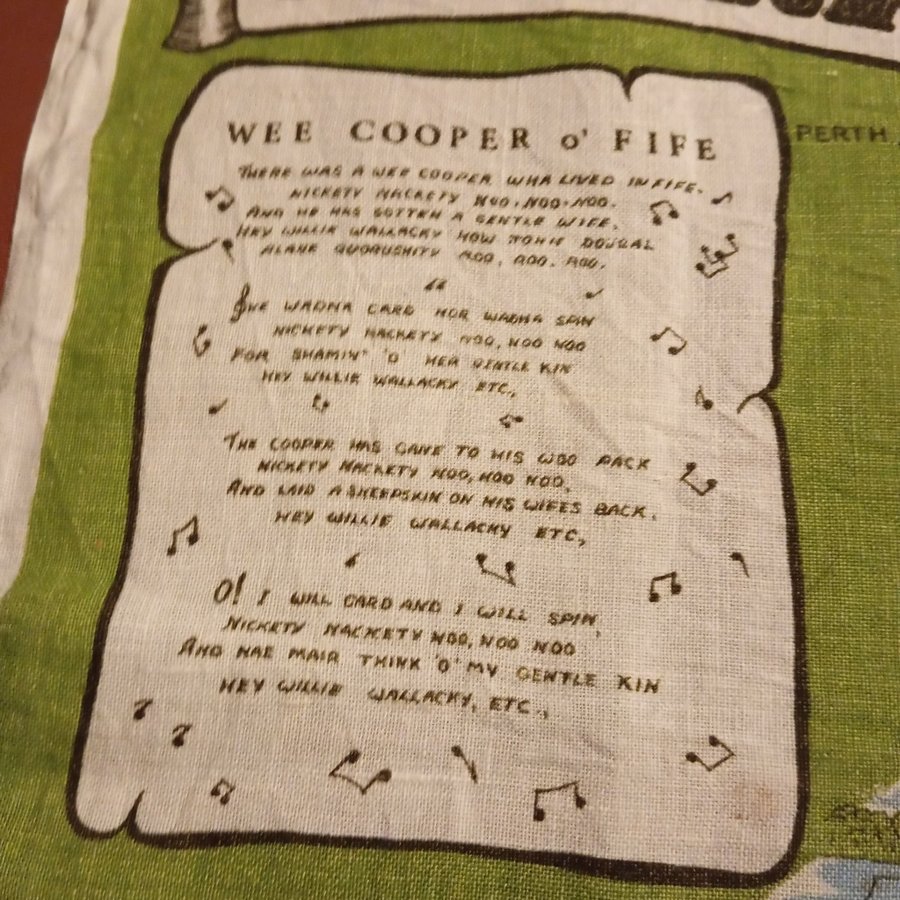 WEE COOPER o' FIFE
PERTH
THERE WAS A WEE COOPER WHA LIVED IN FIFE.
NICKETY NACKETY NOO, NOO, NOO.
AND HE HAS GOTTEN A GENTLE WIFE.
HEY WILLIE WALLACKY HOW JOHN DOUGAL
ALANE QUORUSHITY ROO, ROO, ROO.
SHE WADNA CARD NOR WADNA SPIN
NICKETY NACKETY NOO, NOO NOO
FOR SHAMIN' 'O HER GENTLE KIN
HEY WILLIE WALLACKY ETC,
THE COOPER HAS GANE TO HIS WOO PACK
NICKETY NACKETY NOO, NOO NOO,
AND LAID A SHEEPSKIN ON HIS WIFES BACK.
HEY WILLIE WALLACKY ETC,
O! I WILL CARD AND I WILL SPIN
NICKETY NACKETY NOO, NOO NOO
AND NAE MAIR THINK 'O' MY GENTLE KIN
HEY WILLIE WALLACKY, ETC.,